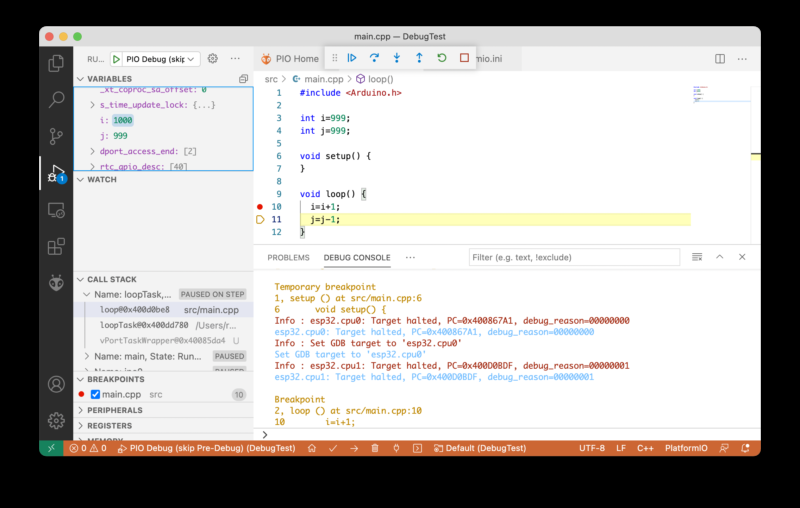 main.cpp — DebugTest
RU...
PIO Debug (skip
...
PIO Home
mio.ini
...
VARIABLES
_xt_coproc_sa_offset: 0
s_time_update_lock: {...}
i: 1000
j: 999
dport_access_end: [2]
rtc_gpio_desc: [40]
WATCH
1
CALL STACK
Name: loopTask,... PAUSED ON STEP
loop@0x400d0be8 src/main.cpp
loopTask@0x400dd780 /Users/r...
vPortTaskWrapper@0x40085da4 U
Name: main, State: Run... PAUSED
PAUSED
BREAKPOINTS
main.cpp src 10
PERIPHERALS
REGISTERS
MEMORY
src > main.cpp > loop()
1 #include <Arduino.h>
2
3 int i=999;
4 int j=999;
5
6 void setup() {
7 }
8
9 void loop() {
10 i=i+1;
11 j=j-1;
12 }
PROBLEMS DEBUG CONSOLE ... Filter (e.g. text, !exclude)
Temporary breakpoint
1, setup () at src/main.cpp:6
6 void setup() {
Info : esp32.cpu0: Target halted, PC=0x400867A1, debug_reason=00000000
esp32.cpu0: Target halted, PC=0x400867A1, debug_reason=00000000
Info : Set GDB target to 'esp32.cpu0'
Set GDB target to 'esp32.cpu0'
Info : esp32.cpu1: Target halted, PC=0x400D0BDF, debug_reason=00000001
esp32.cpu1: Target halted, PC=0x400D0BDF, debug_reason=00000001
Breakpoint
2, loop () at src/main.cpp:10
10 i=i+1;
>
0 0 PIO Debug (skip Pre-Debug) (DebugTest) Default (DebugTest) UTF-8 LF C++ PlatformIO